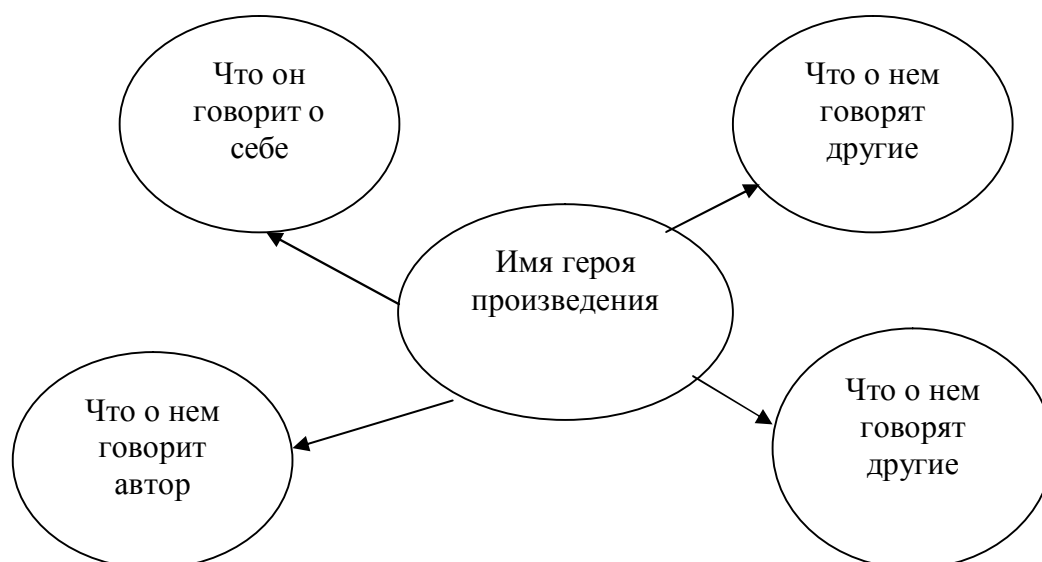 Что он
говорит о
себе
Что о нем
говорят
другие
Имя героя
произведения
Что о нем
говорит
автор
Что о нем
говорят
другие